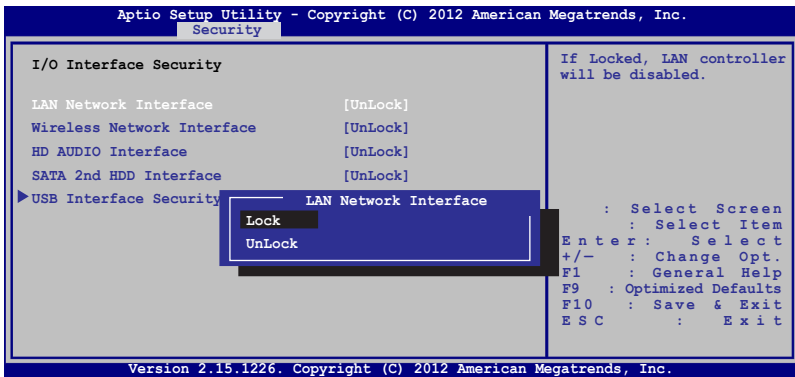 Aptio Setup Utility - Copyright (C) 2012 American Megatrends, Inc.
Security
I/O Interface Security
LAN Network Interface [UnLock]
Wireless Network Interface [UnLock]
HD AUDIO Interface [UnLock]
SATA 2nd HDD Interface [UnLock]
USB Interface Security
LAN Network Interface
Lock
UnLock
If Locked, LAN controller
will be disabled.
: Select Screen
: Select Item
Enter: Select
+/— : Change Opt.
F1 : General Help
F9 : Optimized Defaults
F10 : Save & Exit
ESC : Exit
Version 2.15.1226. Copyright (C) 2012 American Megatrends, Inc.